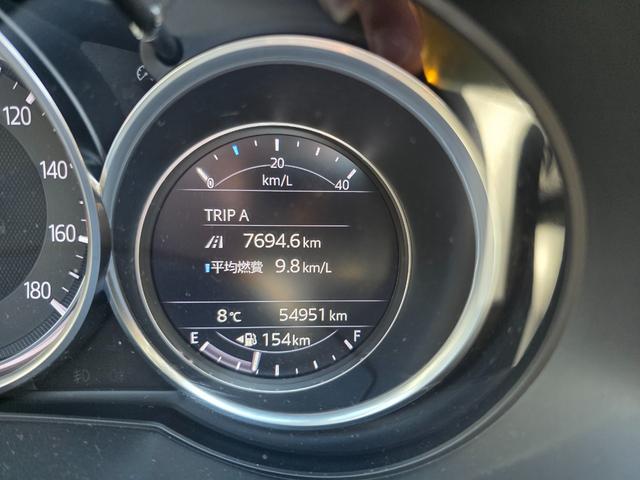 120
140
160
180
0 20 40
km/L
TRIP A
7694.6 km
平均燃費 9.8 km/L
8℃ 54951 km
E 154km F